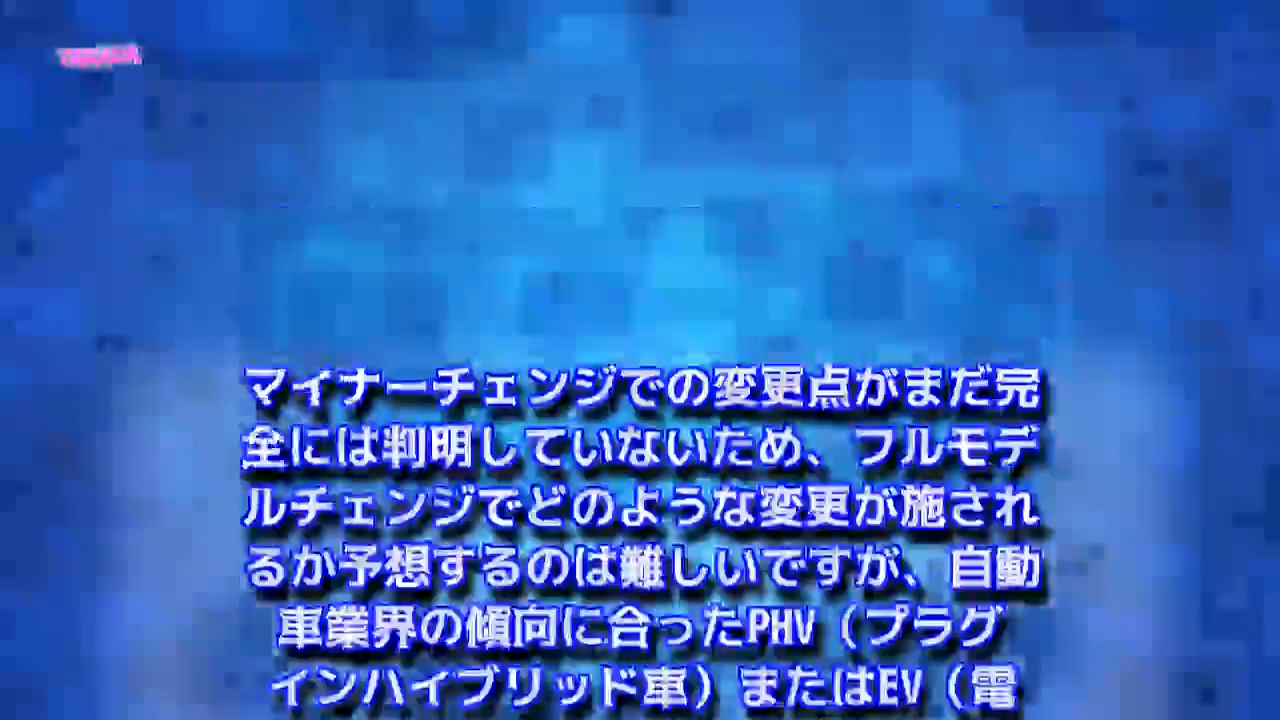 マイナーチェンジでの変更点がまだ完
全には判明していないため、フルモデ
ルチェンジでどのような変更が施され
るか予想するのは難しいですが、自動
車業界の傾向に合ったPHV（プラグ
インハイブリッド車）またはEV（電